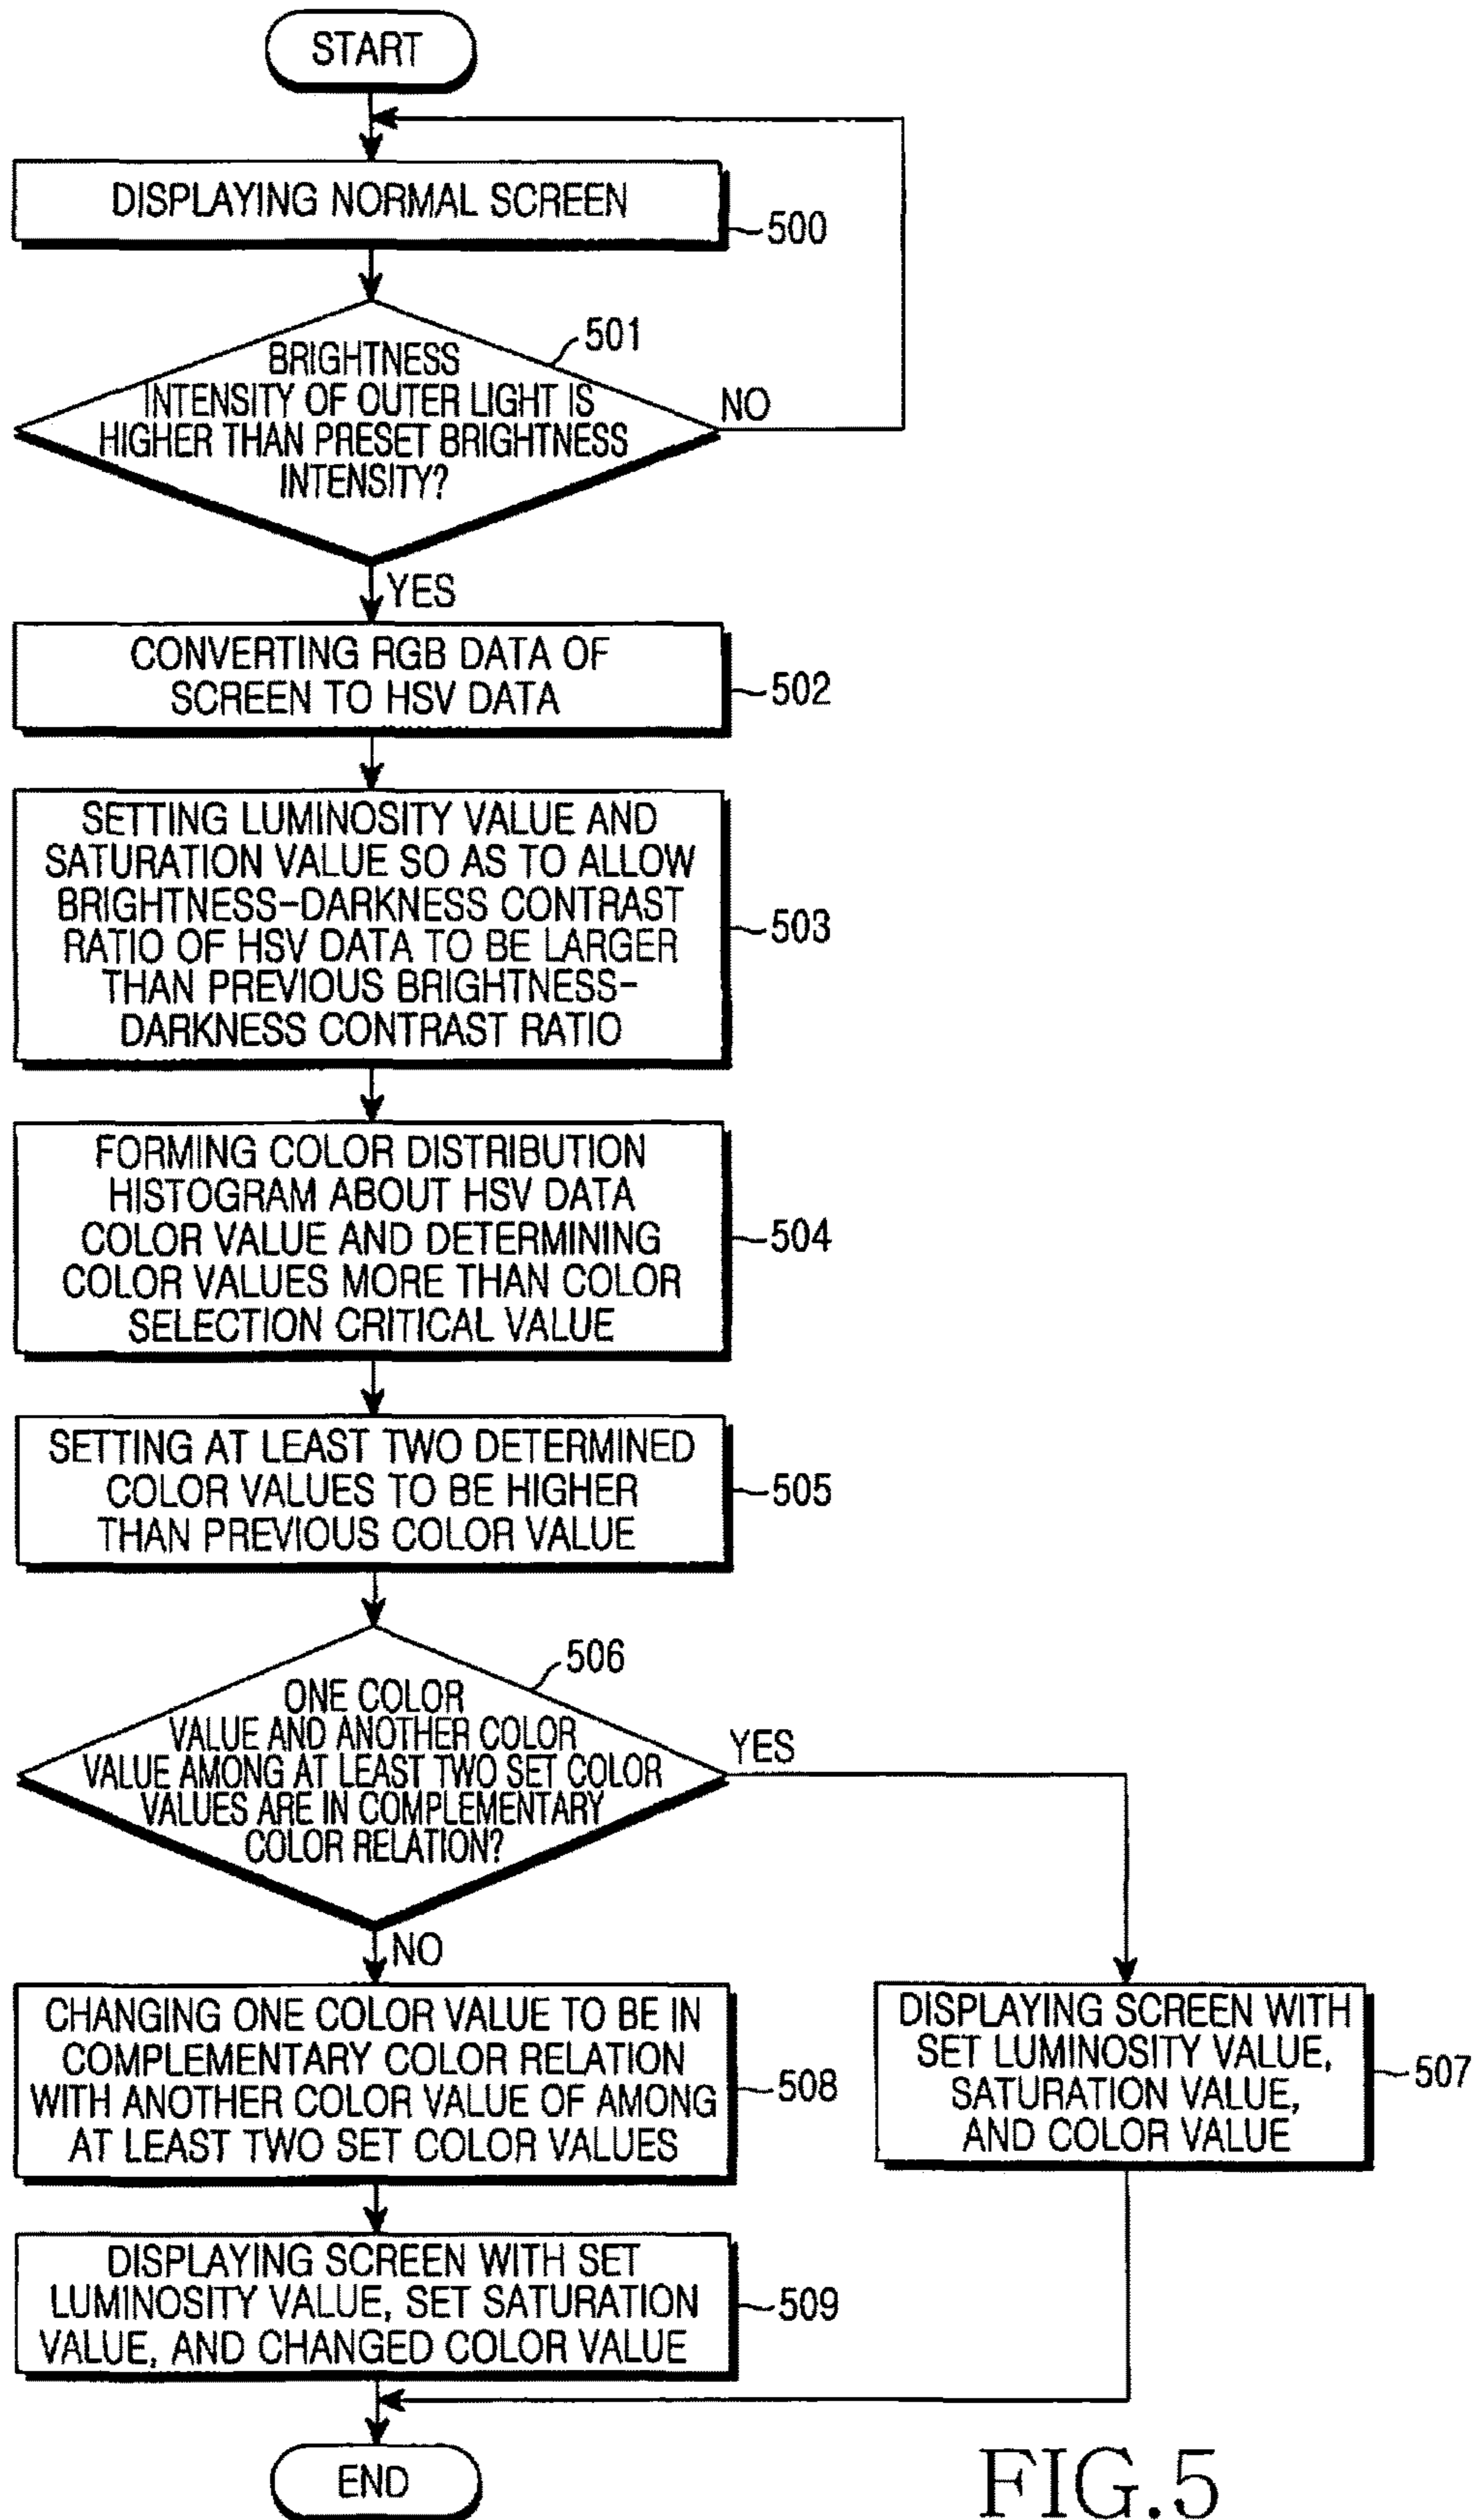 START
DISPLAYING NORMAL SCREEN
500
501
BRIGHTNESS
INTENSITY OF OUTER LIGHT IS
HIGHER THAN PRESET BRIGHTNESS
INTENSITY?
NO
YES
CONVERTING RGB DATA OF
SCREEN TO HSV DATA
502
SETTING LUMINOSITY VALUE AND
SATURATION VALUE SO AS TO ALLOW
BRIGHTNESS-DARKNESS CONTRAST
RATIO OF HSV DATA TO BE LARGER
THAN PREVIOUS BRIGHTNESS-
DARKNESS CONTRAST RATIO
503
FORMING COLOR DISTRIBUTION
HISTOGRAM ABOUT HSV DATA
COLOR VALUE AND DETERMINING
COLOR VALUES MORE THAN COLOR
SELECTION CRITICAL VALUE
504
SETTING AT LEAST TWO DETERMINED
COLOR VALUES TO BE HIGHER
THAN PREVIOUS COLOR VALUE
505
506
ONE COLOR
VALUE AND ANOTHER COLOR
VALUE AMONG AT LEAST TWO SET COLOR
VALUES ARE IN COMPLEMENTARY
COLOR RELATION?
YES
NO
CHANGING ONE COLOR VALUE TO BE IN
COMPLEMENTARY COLOR RELATION
WITH ANOTHER COLOR VALUE OF AMONG
AT LEAST TWO SET COLOR VALUES
508
DISPLAYING SCREEN WITH
SET LUMINOSITY VALUE,
SATURATION VALUE,
AND COLOR VALUE
507
DISPLAYING SCREEN WITH SET
LUMINOSITY VALUE, SET SATURATION
VALUE, AND CHANGED COLOR VALUE
509
END
FIG.5